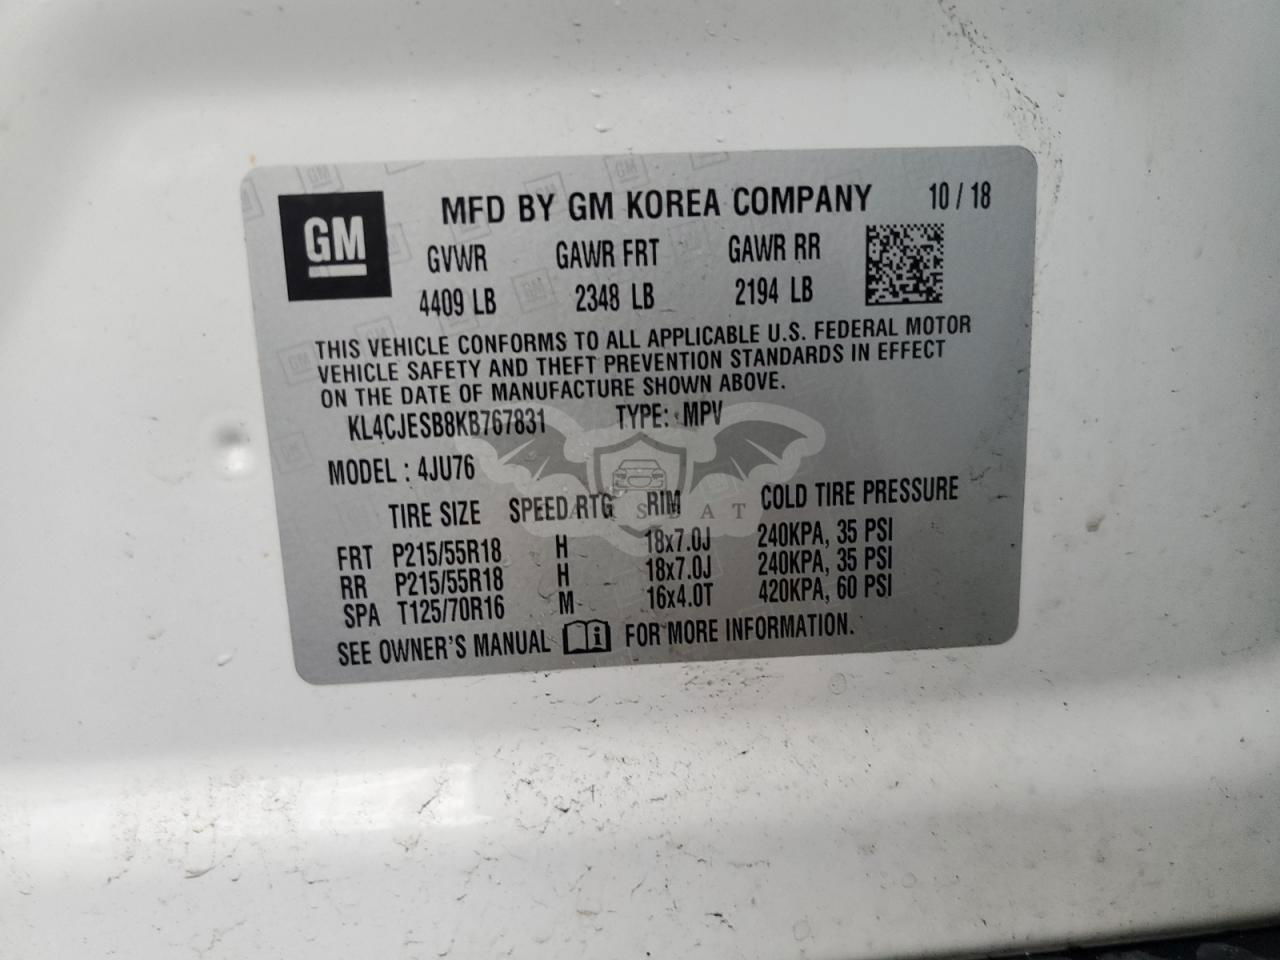 GM
MFD BY GM KOREA COMPANY 10 / 18
GVWR GAWR FRT GAWR RR
4409 LB 2348 LB 2194 LB
THIS VEHICLE CONFORMS TO ALL APPLICABLE U.S. FEDERAL MOTOR
VEHICLE SAFETY AND THEFT PREVENTION STANDARDS IN EFFECT
ON THE DATE OF MANUFACTURE SHOWN ABOVE.
KL4CJESB8KB767831 TYPE: MPV
MODEL : 4JU76
TIRE SIZE SPEED RTG RIM COLD TIRE PRESSURE
FRT P215/55R18 H 18x7.0J 240KPA, 35 PSI
RR P215/55R18 H 18x7.0J 240KPA, 35 PSI
SPA T125/70R16 M 16x4.0T 420KPA, 60 PSI
SEE OWNER'S MANUAL FOR MORE INFORMATION.